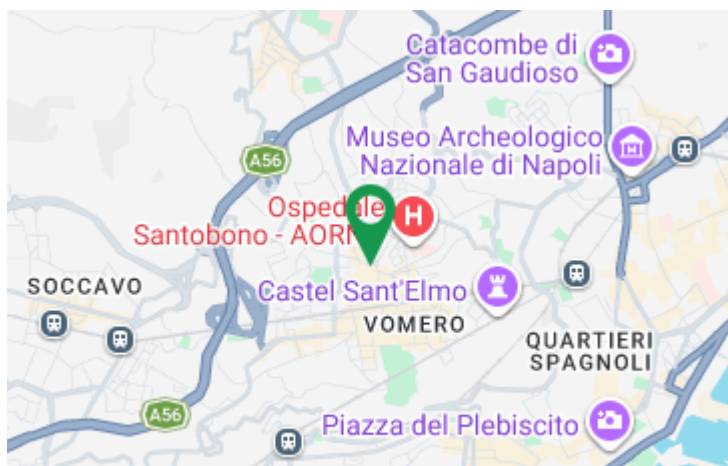 Catacombe di
San Gaudioso
A56
Museo Archeologico
Nazionale di Napoli
H
Ospedale
Santobono - AOR
SOCCAVO
Castel Sant'Elmo
VOMERO
QUARTIERI
SPAGNOLI
A56
Piazza del Plebiscito